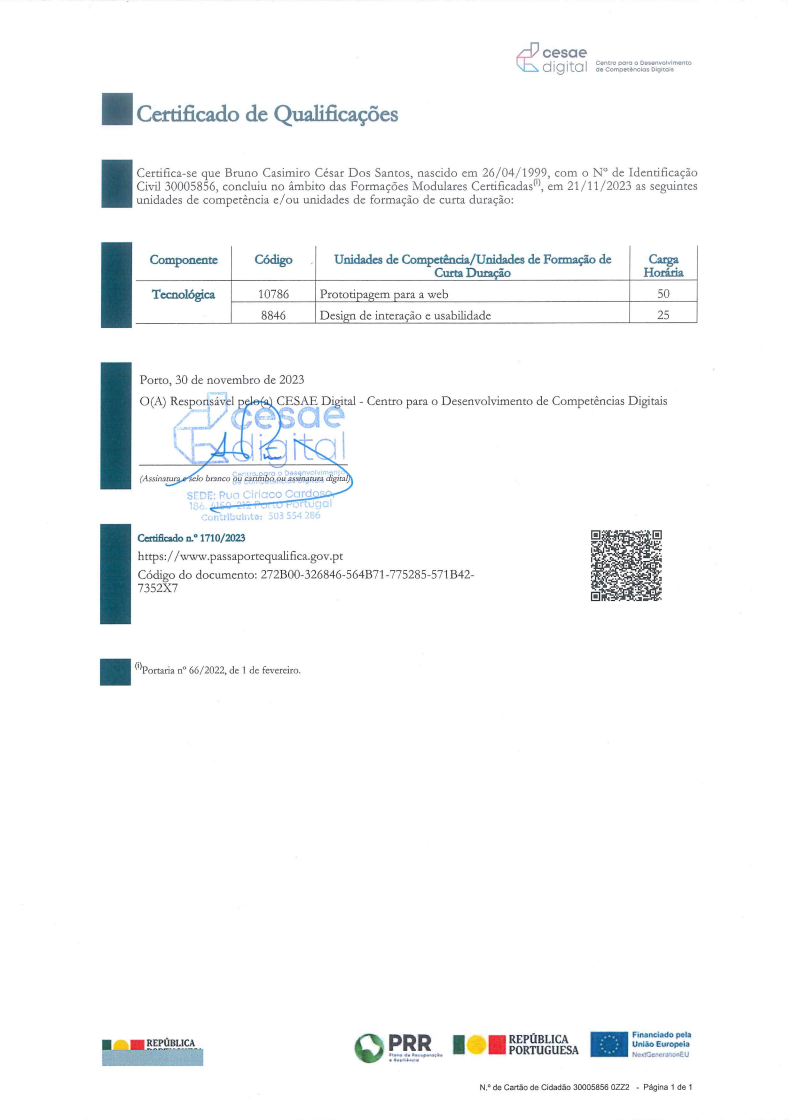 cesae
digital
Centro para o Desenvolvimento
de Competências Digitais
Certificado de Qualificações
Certifica-se que Bruno Casimiro César Dos Santos, nascido em 26/04/1999, com o Nº de Identificação
Civil 30005856, concluiu no âmbito das Formações Modulares Certificadas(i), em 21/11/2023 as seguintes
unidades de competência e/ou unidades de formação de curta duração:
Componente Código Unidades de Competência/Unidades de Formação de Carga
Curta Duração Horária
Tecnológica 10786 Prototipagem para a web 50
8846 Design de interação e usabilidade 25
Porto, 30 de novembro de 2023
O(A) Responsável pelo(a) CESAE Digital - Centro para o Desenvolvimento de Competências Digitais
cesae
digital
Centro para o Desenvolvimento
de Competências Digitais
(Assinatura e selo branco ou carimbo ou assinatura digital)
SEDE: Rua Ciríaco Cardoso,
186, 4150-212 Porto Portugal
Contribuinte: 503 554 286
Certificado n.º 1710/2023
https://www.passaportequalifica.gov.pt
Código do documento: 272B00-326846-564B71-775285-571B42-
7352X7
(i)Portaria nº 66/2022, de 1 de fevereiro.
REPÚBLICA
PRR
Plano de Recuperação
e Resiliência
REPÚBLICA
PORTUGUESA
Financiado pela
União Europeia
NextGenerationEU
N.º de Cartão de Cidadão 30005856 0ZZ2 - Página 1 de 1